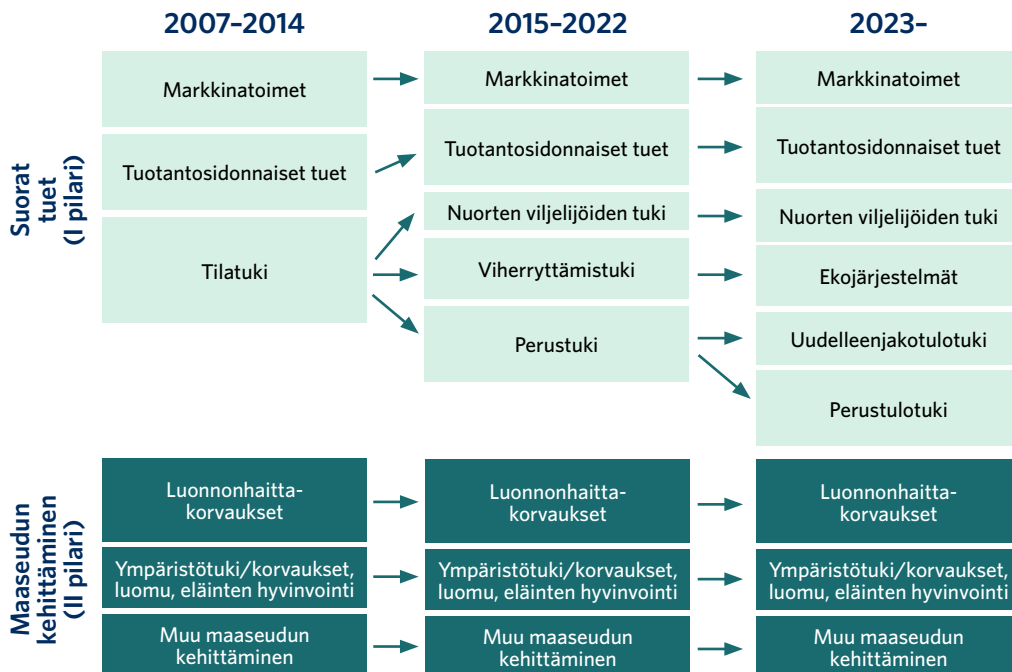 2007–2014
2015–2022
2023–
Suorat
tuet
(I pilari)
Markkinatoimet
Markkinatoimet
Markkinatoimet
Tuotantosidonnaiset tuet
Tuotantosidonnaiset tuet
Tuotantosidonnaiset tuet
Tilatuki
Nuorten viljelijöiden tuki
Nuorten viljelijöiden tuki
Viherryttämistuki
Ekojärjestelmät
Perustuki
Uudelleenjakotulotuki
Perustulotuki
Maaseudun
kehittäminen
(II pilari)
Luonnonhaitta-
korvaukset
Luonnonhaitta-
korvaukset
Luonnonhaitta-
korvaukset
Ympäristötuki/korvaukset,
luomu, eläinten hyvinvointi
Ympäristötuki/korvaukset,
luomu, eläinten hyvinvointi
Ympäristötuki/korvaukset,
luomu, eläinten hyvinvointi
Muu maaseudun
kehittäminen
Muu maaseudun
kehittäminen
Muu maaseudun
kehittäminen